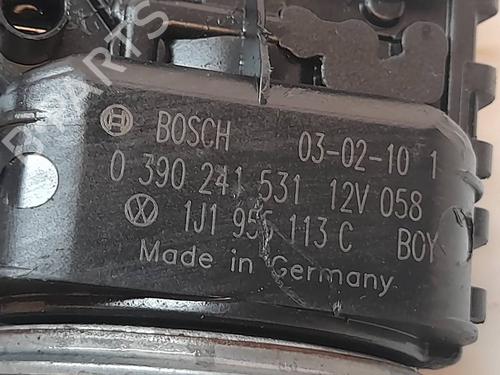 BOSCH 03-02-10 1
0 390 241 531 12V 058
1J1 955 113 C BOY
Made in Germany